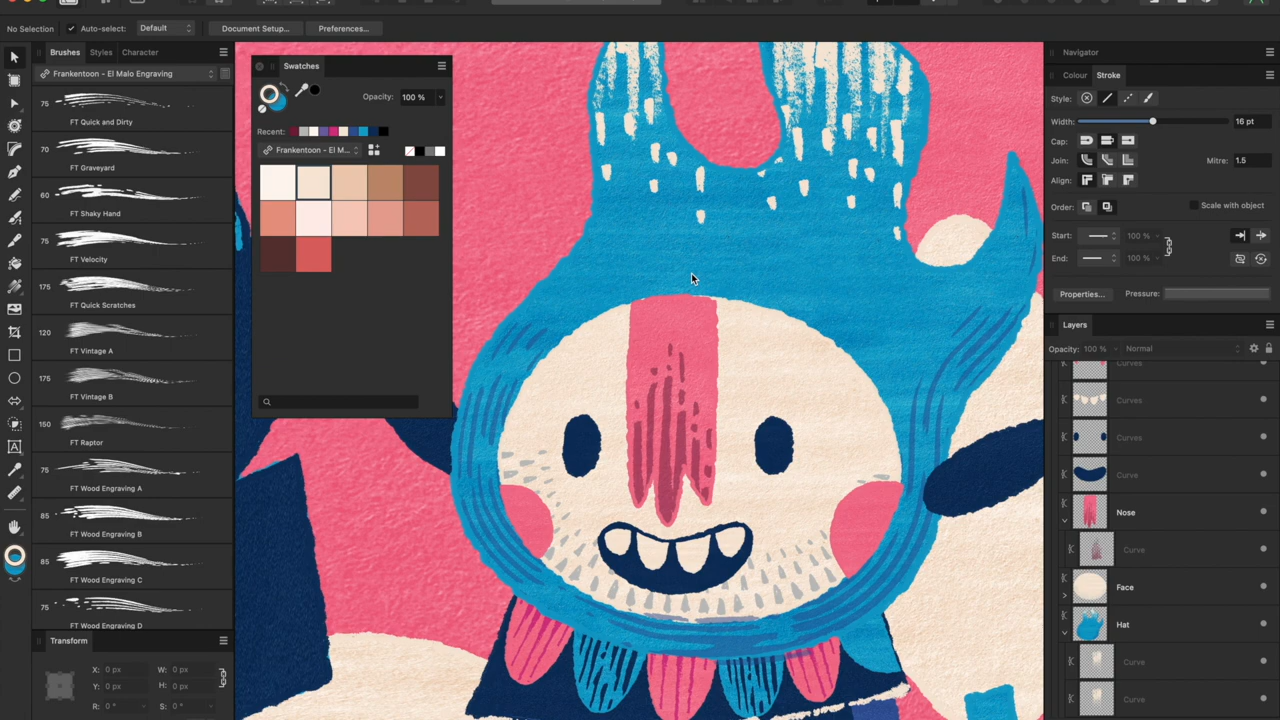 No Selection Auto-select: Default Document Setup... Preferences...
Brushes Styles Character
Frankentoon - El Malo Engraving
75
FT Quick and Dirty
70
FT Graveyard
60
FT Shaky Hand
75
FT Velocity
175
FT Quick Scratches
120
FT Vintage A
175
FT Vintage B
150
FT Raptor
75
FT Wood Engraving A
85
FT Wood Engraving B
85
FT Wood Engraving C
75
FT Wood Engraving D
Transform
X: 0 px W: 0 px
Y: 0 px H: 0 px
R: 0 ° S: 0 °
Swatches
Opacity: 100 %
Recent:
Frankentoon - El M...
Navigator
Colour Stroke
Style:
Width: 16 pt
Cap:
Join: Mitre: 1.5
Align:
Order: Scale with object
Start: 100 %
End: 100 %
Properties... Pressure:
Layers
Opacity: 100 % Normal
Curves
Curves
Curves
Curve
Nose
Curve
Face
Hat
Curve
Curve